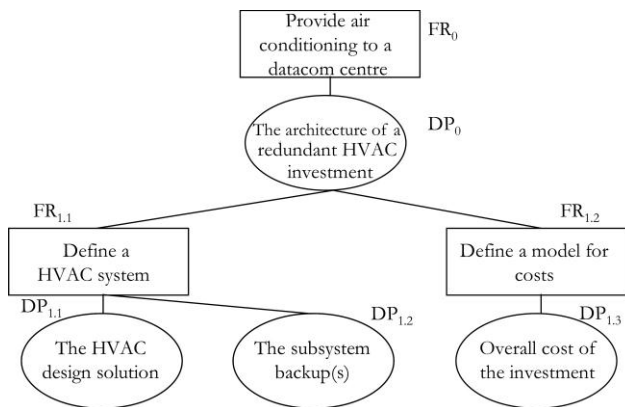 Provide air
conditioning to a
datacom centre
FR0
The architecture of a
redundant HVAC
investment
DP0
FR1.1
FR1.2
Define a
HVAC system
Define a model for
costs
DP1.1
DP1.2
DP1.3
The HVAC
design solution
The subsystem
backup(s)
Overall cost of
the investment